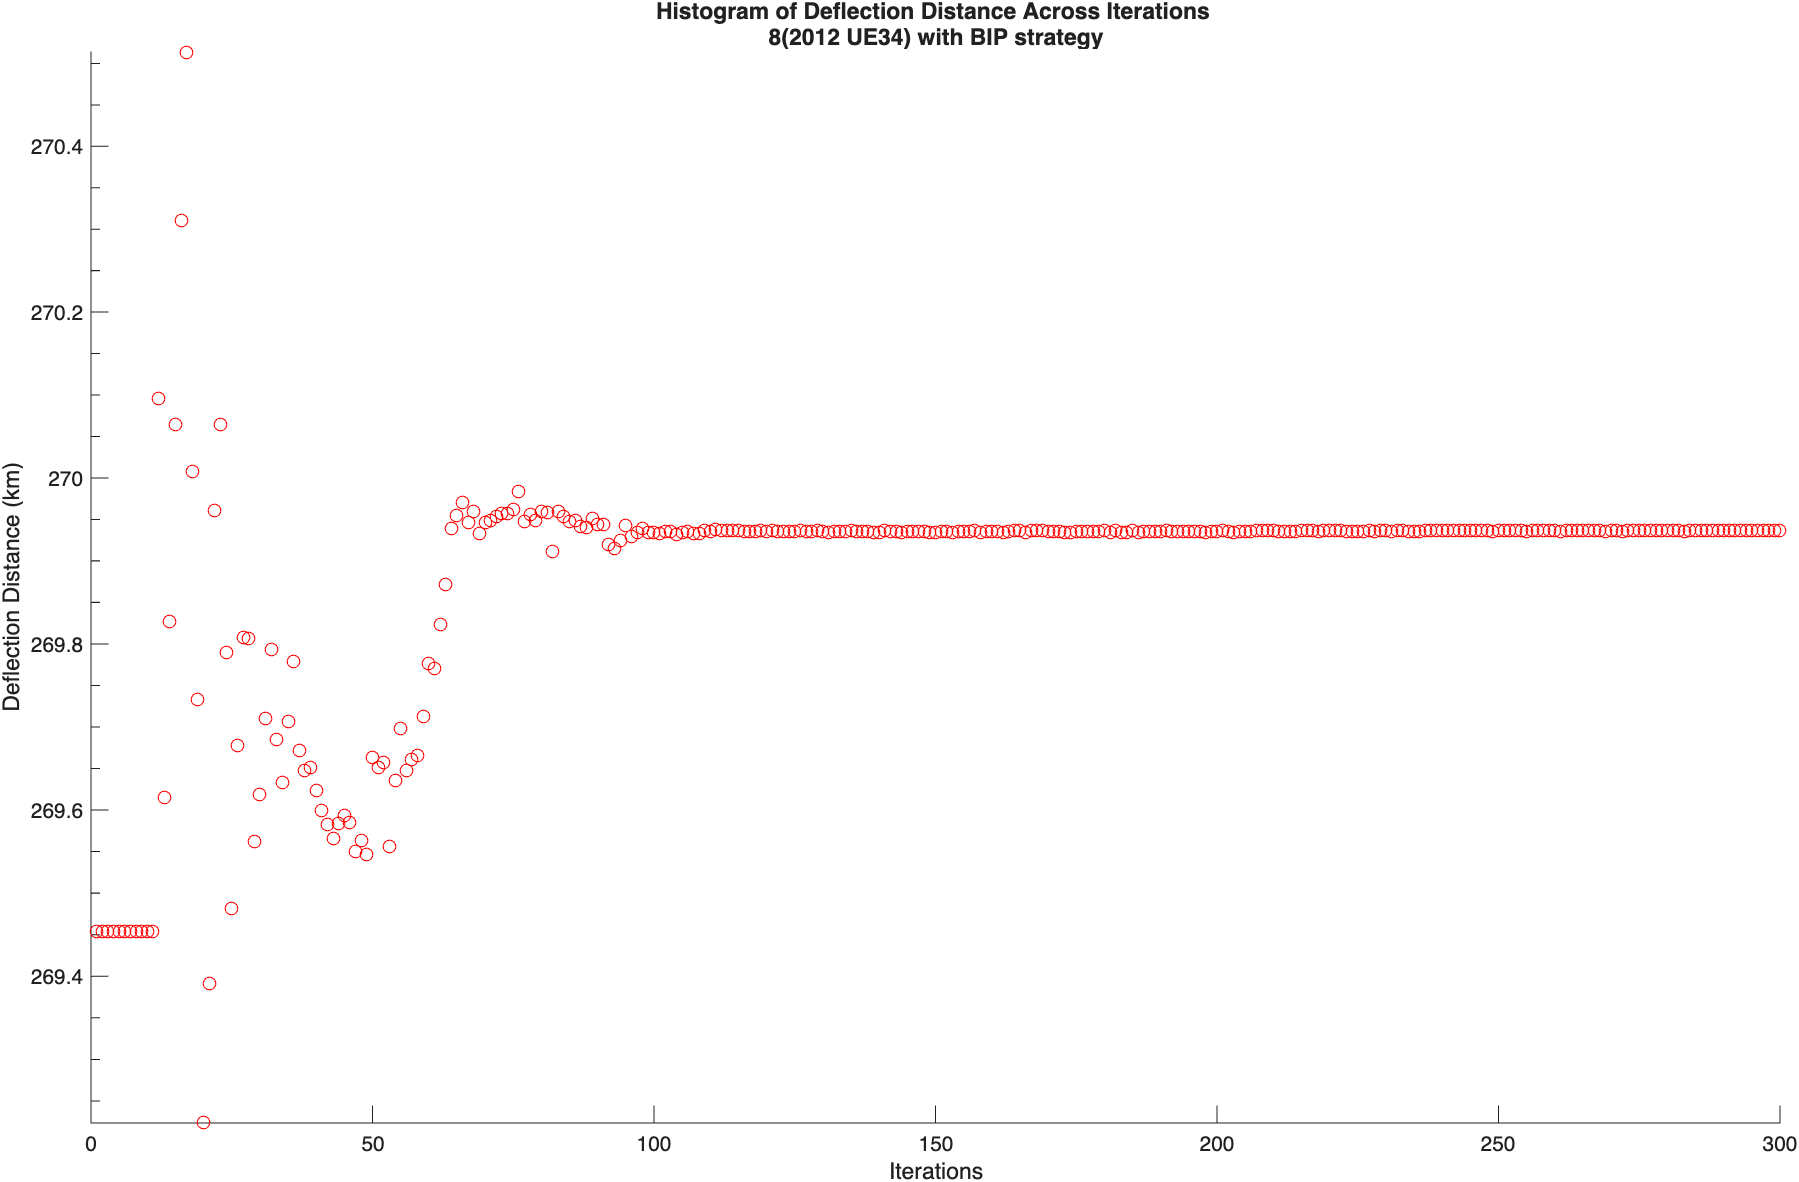 Histogram of Deflection Distance Across Iterations
8(2012 UE34) with BIP strategy
Deflection Distance (km)
270.4
270.2
270
269.8
269.6
269.4
0 50 100 150 200 250 300
Iterations